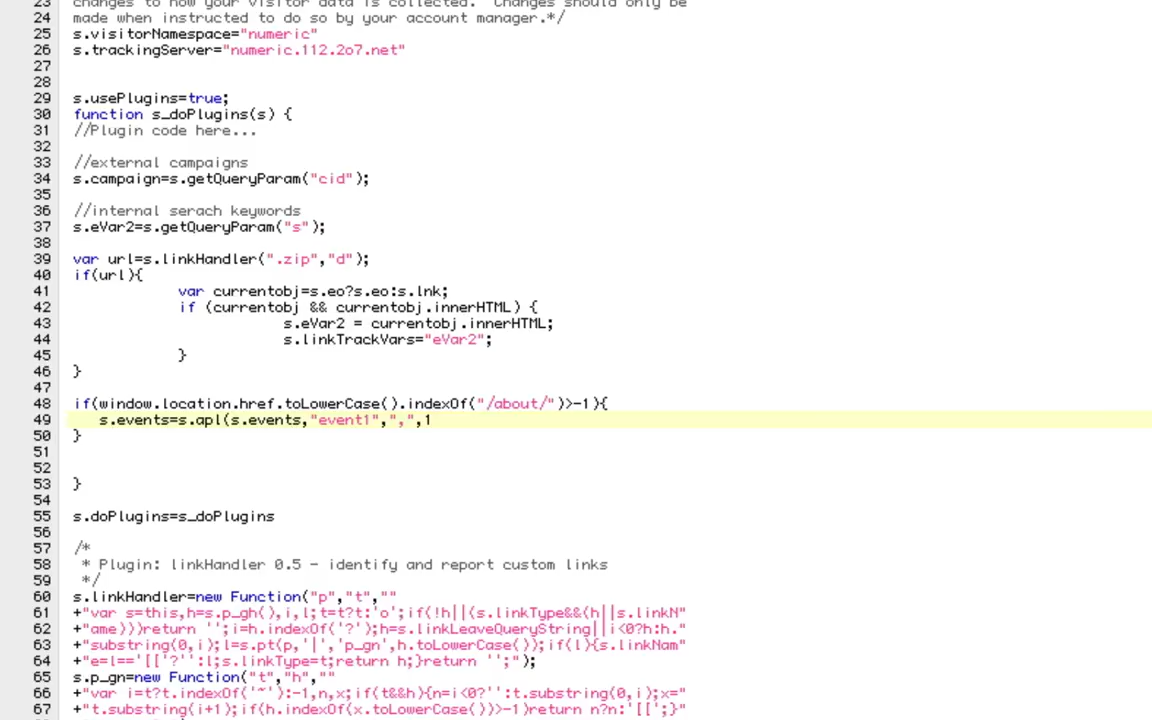 23 changes to how your visitor data is collected.  Changes should only be
24 made when instructed to do so by your account manager.*/
25 s.visitorNamespace="numeric"
26 s.trackingServer="numeric.112.2o7.net"
27
28
29 s.usePlugins=true;
30 function s_doPlugins(s) {
31 //Plugin code here...
32
33 //external campaigns
34 s.campaign=s.getQueryParam("cid");
35
36 //internal serach keywords
37 s.eVar2=s.getQueryParam("s");
38
39 var url=s.linkHandler(".zip","d");
40 if(url){
41             var currentobj=s.eo?s.eo:s.lnk;
42             if (currentobj && currentobj.innerHTML) {
43                         s.eVar2 = currentobj.innerHTML;
44                         s.linkTrackVars="eVar2";
45             }
46 }
47
48 if(window.location.href.toLowerCase().indexOf("/about/")>-1){
49    s.events=s.apl(s.events,"event1",",",1
50 }
51
52
53 }
54
55 s.doPlugins=s_doPlugins
56
57 /*
58  * Plugin: linkHandler 0.5 - identify and report custom links
59  */
60 s.linkHandler=new Function("p","t",""
61 +"var s=this,h=s.p_gh(),i,l;t=t?t:'o';if(!h||(s.linkType&&(h||s.linkN"
62 +"ame)))return '';i=h.indexOf('?');h=s.linkLeaveQueryString||i<0?h:h."
63 +"substring(0,i);l=s.pt(p,'|','p_gn',h.toLowerCase());if(l){s.linkNam"
64 +"e=l=='[['?'':l;s.linkType=t;return h;}return '';");
65 s.p_gn=new Function("t","h",""
66 +"var i=t?t.indexOf('~'):-1,n,x;if(t&&h){n=i<0?'':t.substring(0,i);x="
67 +"t.substring(i+1);if(h.indexOf(x.toLowerCase())>-1)return n?n:'[[';}"